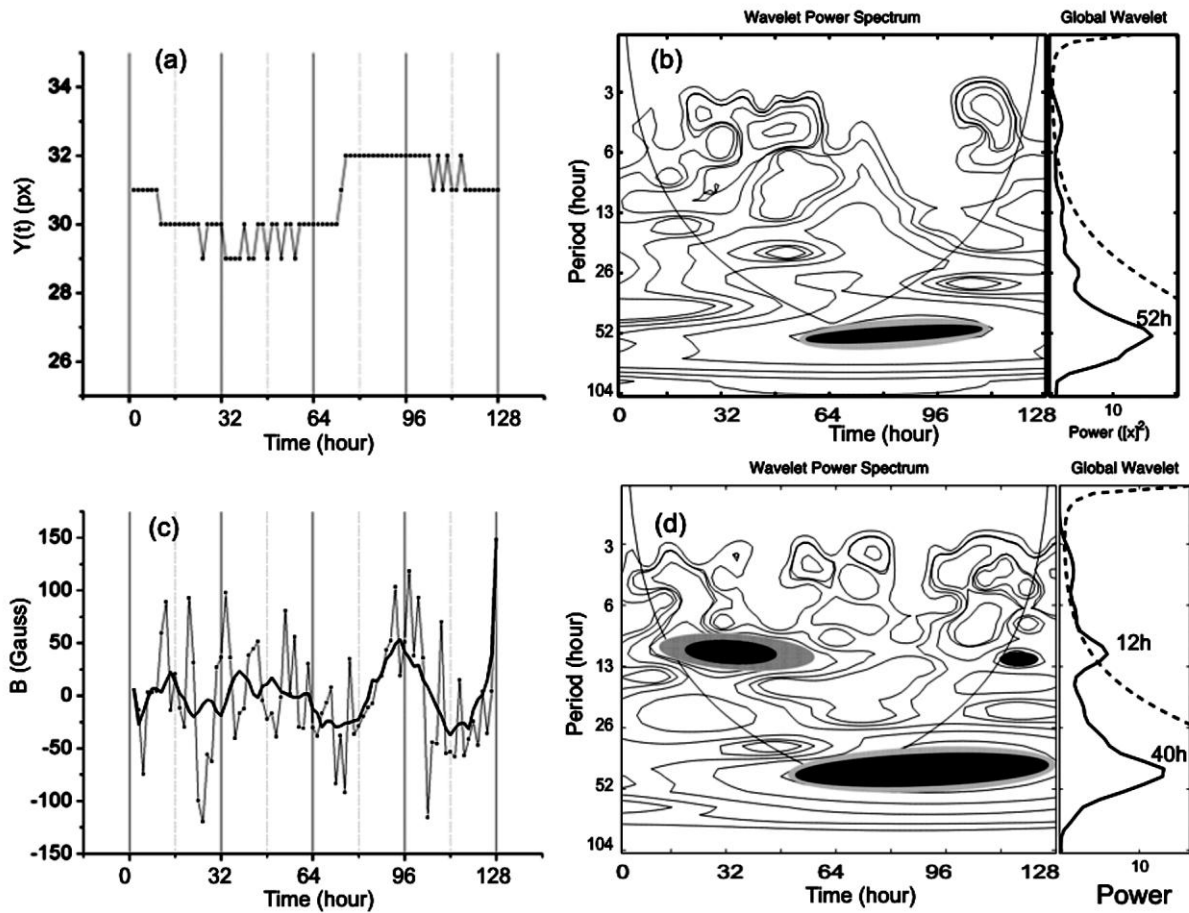 (a)
Y(t) (px)
34
32
30
28
26
0 32 64 96 128
Time (hour)
Wavelet Power Spectrum Global Wavelet
(b)
Period (hour)
3
6
13
26
52
104
52h
0 32 64 96 128 10
Time (hour) Power ([x]²)
(c)
B (Gauss)
150
100
50
0
-50
-100
-150
0 32 64 96 128
Time (hour)
Wavelet Power Spectrum Global Wavelet
(d)
Period (hour)
3
6
13
26
52
104
12h
40h
0 32 64 96 128 10
Time (hour) Power